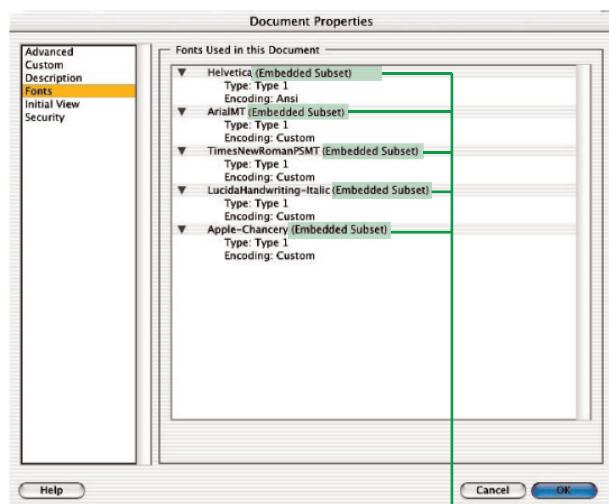 Document Properties
Advanced
Custom
Description
Fonts
Initial View
Security
Fonts Used in this Document
Helvetica (Embedded Subset)
Type: Type 1
Encoding: Ansi
ArialMT (Embedded Subset)
Type: Type 1
Encoding: Custom
TimesNewRomanPSMT (Embedded Subset)
Type: Type 1
Encoding: Custom
LucidaHandwriting-Italic (Embedded Subset)
Type: Type 1
Encoding: Custom
Apple-Chancery (Embedded Subset)
Type: Type 1
Encoding: Custom
Help
Cancel
OK